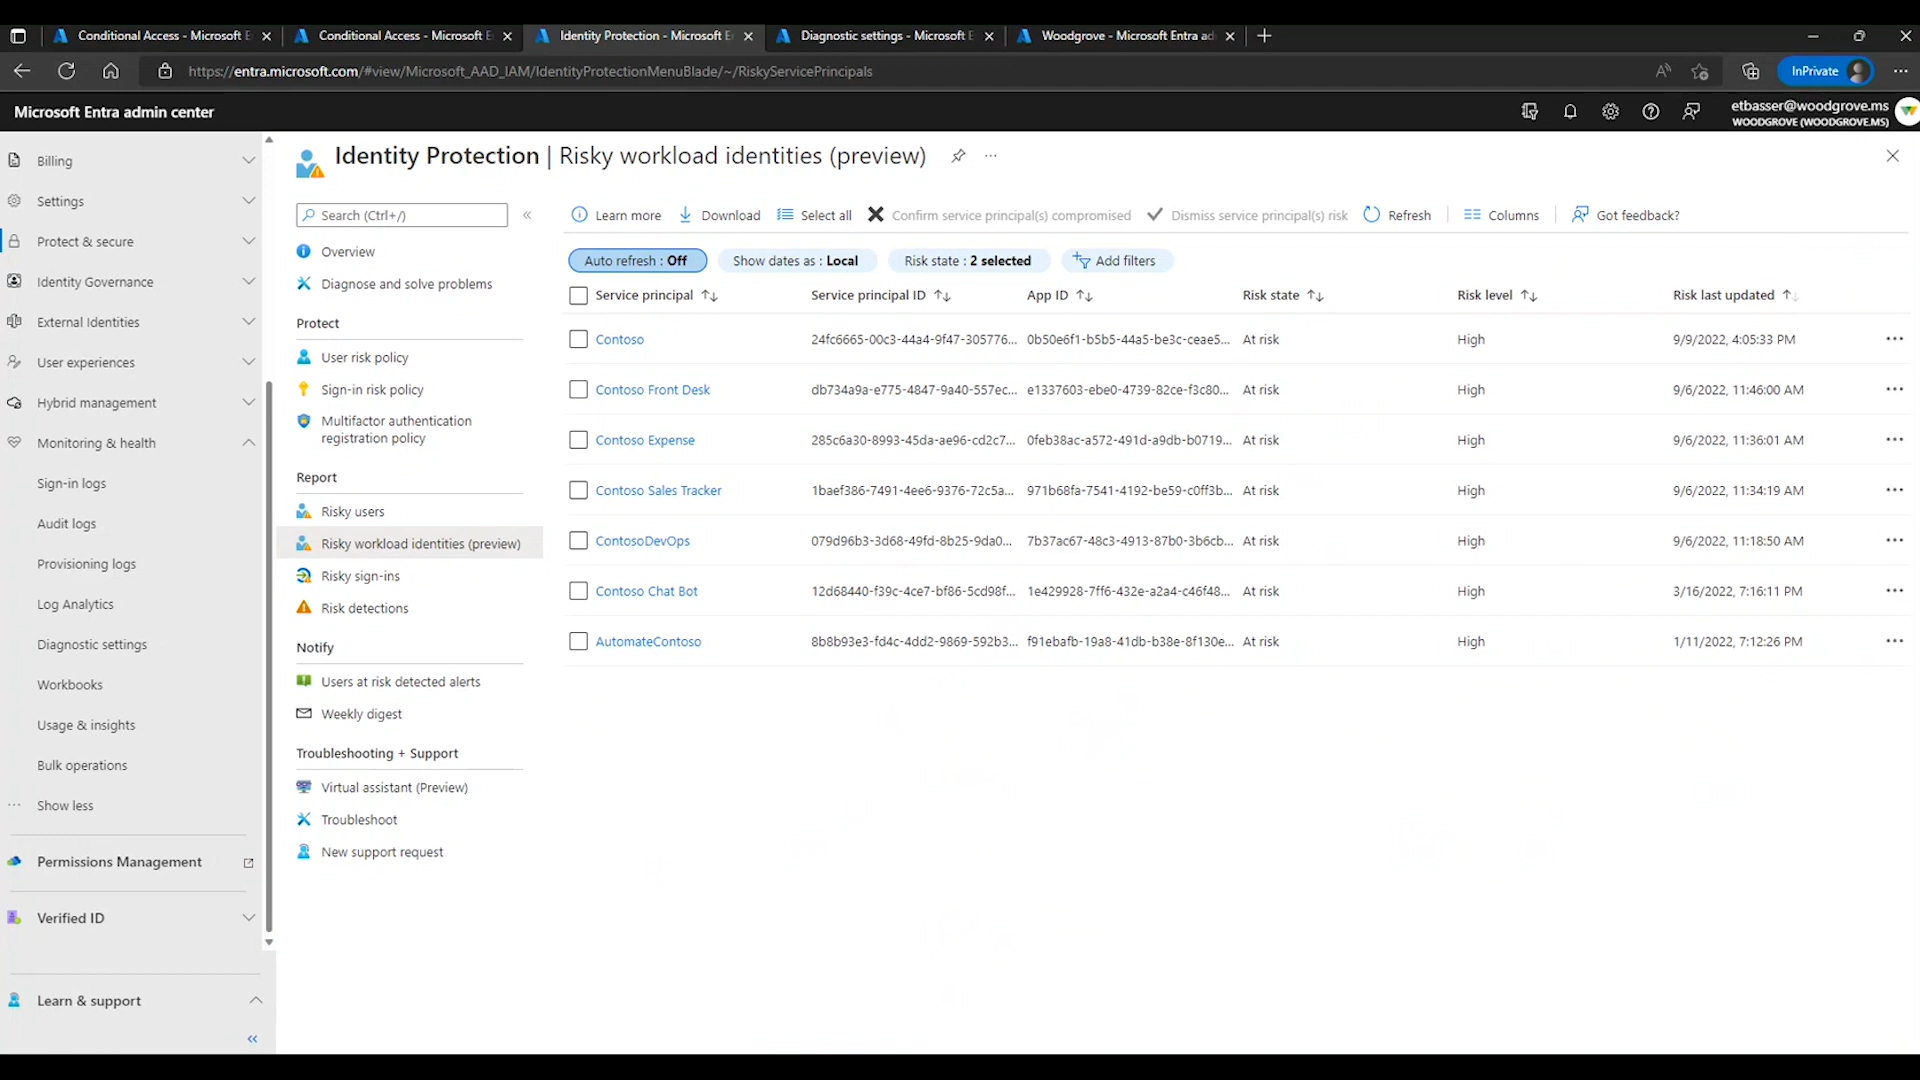 Conditional Access - Microsoft E
Conditional Access - Microsoft E
Identity Protection - Microsoft E
Diagnostic settings - Microsoft E
Woodgrove - Microsoft Entra ad
https://entra.microsoft.com/#view/Microsoft_AAD_IAM/IdentityProtectionMenuBlade/~/RiskyServicePrincipals
InPrivate
Microsoft Entra admin center
etbasser@woodgrove.ms
WOODGROVE (WOODGROVE.MS)
Billing
Settings
Protect & secure
Identity Governance
External Identities
User experiences
Hybrid management
Monitoring & health
Sign-in logs
Audit logs
Provisioning logs
Log Analytics
Diagnostic settings
Workbooks
Usage & insights
Bulk operations
Show less
Permissions Management
Verified ID
Learn & support
Identity Protection | Risky workload identities (preview)
Search (Ctrl+/)
Overview
Diagnose and solve problems
Protect
User risk policy
Sign-in risk policy
Multifactor authentication
registration policy
Report
Risky users
Risky workload identities (preview)
Risky sign-ins
Risk detections
Notify
Users at risk detected alerts
Weekly digest
Troubleshooting + Support
Virtual assistant (Preview)
Troubleshoot
New support request
Learn more Download Select all Confirm service principal(s) compromised Dismiss service principal(s) risk Refresh Columns Got feedback?
Auto refresh : Off Show dates as : Local Risk state : 2 selected Add filters
Service principal Service principal ID App ID Risk state Risk level Risk last updated
Contoso 24fc6665-00c3-44a4-9f47-305776... 0b50e6f1-b5b5-44a5-be3c-ceae5... At risk High 9/9/2022, 4:05:33 PM
Contoso Front Desk db734a9a-e775-4847-9a40-557ec... e1337603-ebe0-4739-82ce-f3c80... At risk High 9/6/2022, 11:46:00 AM
Contoso Expense 285c6a30-8993-45da-ae96-cd2c7... 0feb38ac-a572-491d-a9db-b0719... At risk High 9/6/2022, 11:36:01 AM
Contoso Sales Tracker 1baef386-7491-4ee6-9376-72c5a... 971b68fa-7541-4192-be59-c0ff3b... At risk High 9/6/2022, 11:34:19 AM
ContosoDevOps 079d96b3-3d68-49fd-8b25-9da0... 7b37ac67-48c3-4913-87b0-3b6cb... At risk High 9/6/2022, 11:18:50 AM
Contoso Chat Bot 12d68440-f39c-4ce7-bf86-5cd98f... 1e429928-7ff6-432e-a2a4-c46f48... At risk High 3/16/2022, 7:16:11 PM
AutomateContoso 8b8b93e3-fd4c-4dd2-9869-592b3... f91ebafb-19a8-41db-b38e-8f130e... At risk High 1/11/2022, 7:12:26 PM